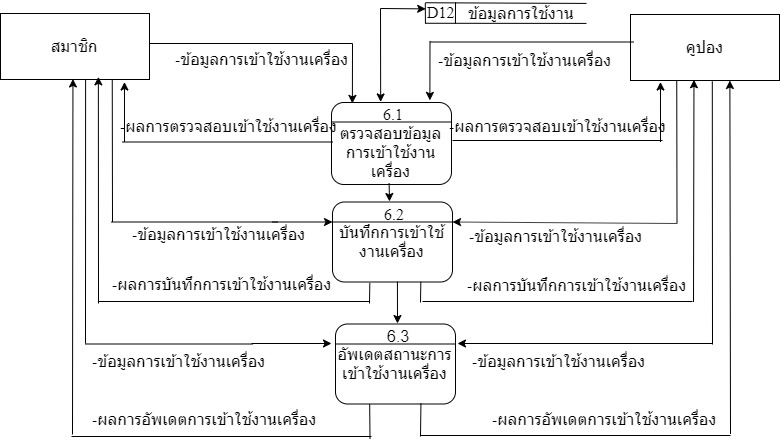 D12 ข้อมูลการใช้งาน
สมาชิก
คูปอง
-ข้อมูลการเข้าใช้งานเครื่อง
-ข้อมูลการเข้าใช้งานเครื่อง
6.1
ตรวจสอบข้อมูล
การเข้าใช้งาน
เครื่อง
-ผลการตรวจสอบเข้าใช้งานเครื่อง
-ผลการตรวจสอบเข้าใช้งานเครื่อง
6.2
บันทึกการเข้าใช้
งานเครื่อง
-ข้อมูลการเข้าใช้งานเครื่อง
-ข้อมูลการเข้าใช้งานเครื่อง
-ผลการบันทึกการเข้าใช้งานเครื่อง
-ผลการบันทึกการเข้าใช้งานเครื่อง
6.3
อัพเดตสถานะการ
เข้าใช้งานเครื่อง
-ข้อมูลการเข้าใช้งานเครื่อง
-ข้อมูลการเข้าใช้งานเครื่อง
-ผลการอัพเดตการเข้าใช้งานเครื่อง
-ผลการอัพเดตการเข้าใช้งานเครื่อง